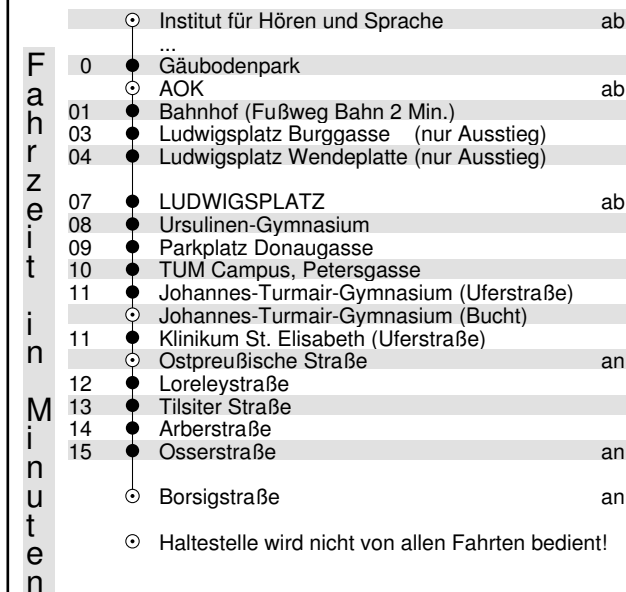 Fahrzeit in Minuten
Institut für Hören und Sprache ab
...
0 Gäubodenpark
AOK ab
01 Bahnhof (Fußweg Bahn 2 Min.)
03 Ludwigsplatz Burggasse (nur Ausstieg)
04 Ludwigsplatz Wendeplatte (nur Ausstieg)
07 LUDWIGSPLATZ ab
08 Ursulinen-Gymnasium
09 Parkplatz Donaugasse
10 TUM Campus, Petersgasse
11 Johannes-Turmair-Gymnasium (Uferstraße)
Johannes-Turmair-Gymnasium (Bucht)
11 Klinikum St. Elisabeth (Uferstraße)
Ostpreußische Straße an
12 Loreleystraße
13 Tilsiter Straße
14 Arberstraße
15 Osserstraße an
Borsigstraße an
Haltestelle wird nicht von allen Fahrten bedient!